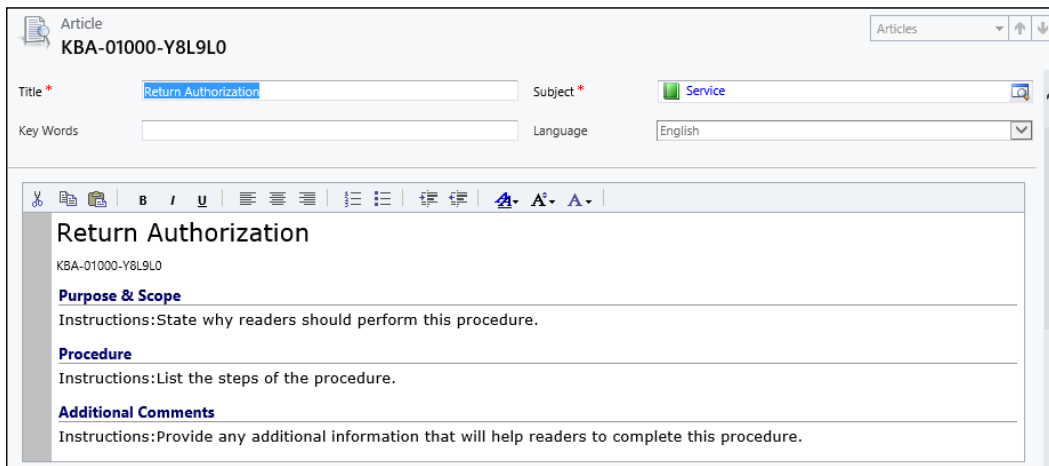 Article
KBA-01000-Y8L9L0
Articles
Title *
Return Authorization
Subject *
Service
Key Words
Language
English
B I U
A A A
Return Authorization
KBA-01000-Y8L9L0
Purpose & Scope
Instructions:State why readers should perform this procedure.
Procedure
Instructions:List the steps of the procedure.
Additional Comments
Instructions:Provide any additional information that will help readers to complete this procedure.